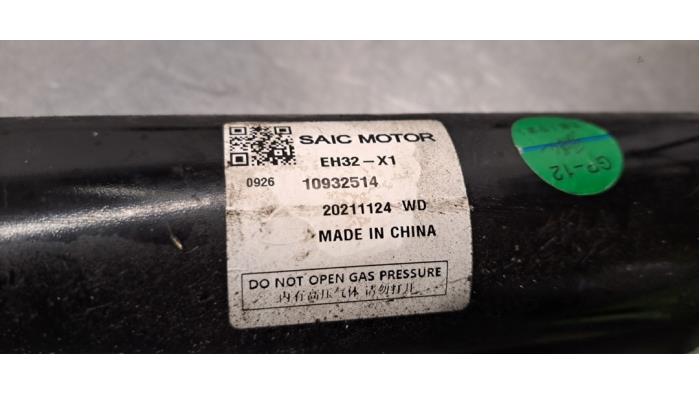 SAIC MOTOR
EH32-X1
0926 10932514
20211124 WD
MADE IN CHINA
DO NOT OPEN GAS PRESSURE
内有高压气体 请勿打开
GP-12